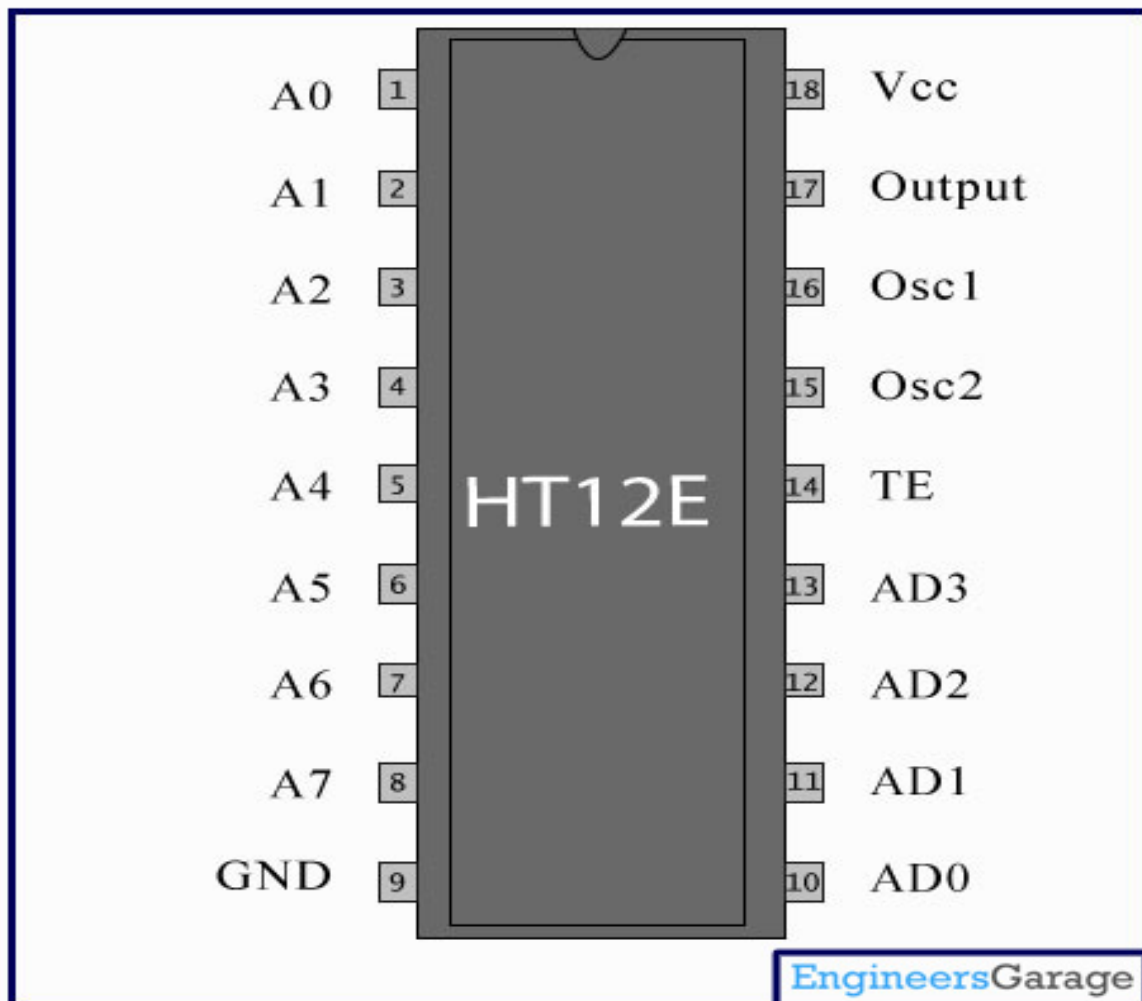 A0 1 18 Vcc
A1 2 17 Output
A2 3 16 Osc1
A3 4 15 Osc2
A4 5 14 TE
HT12E
A5 6 13 AD3
A6 7 12 AD2
A7 8 11 AD1
GND 9 10 AD0
EngineersGarage